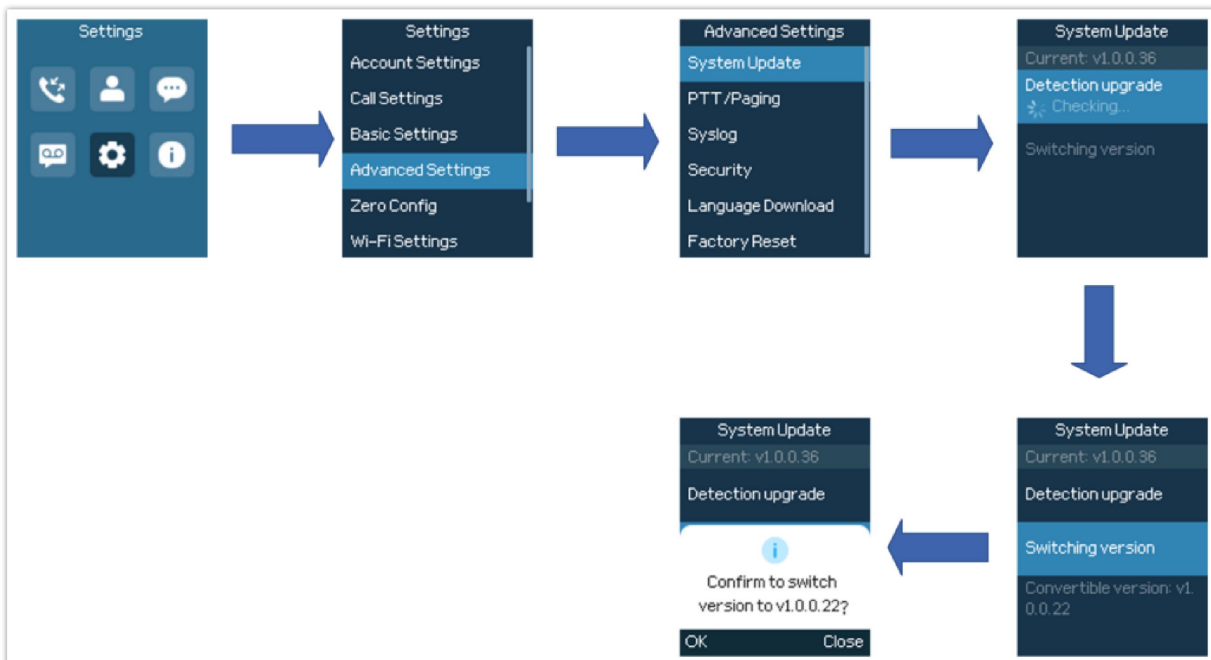 Settings
Settings
Account Settings
Call Settings
Basic Settings
Advanced Settings
Zero Config
Wi-Fi Settings
Advanced Settings
System Update
PTT/Paging
Syslog
Security
Language Download
Factory Reset
System Update
Current: v1.0.0.36
Detection upgrade
Checking...
Switching version
System Update
Current: v1.0.0.36
Detection upgrade
Switching version
Convertible version: v1.
0.0.22
System Update
Current: v1.0.0.36
Detection upgrade
Confirm to switch
version to v1.0.0.22?
OK Close